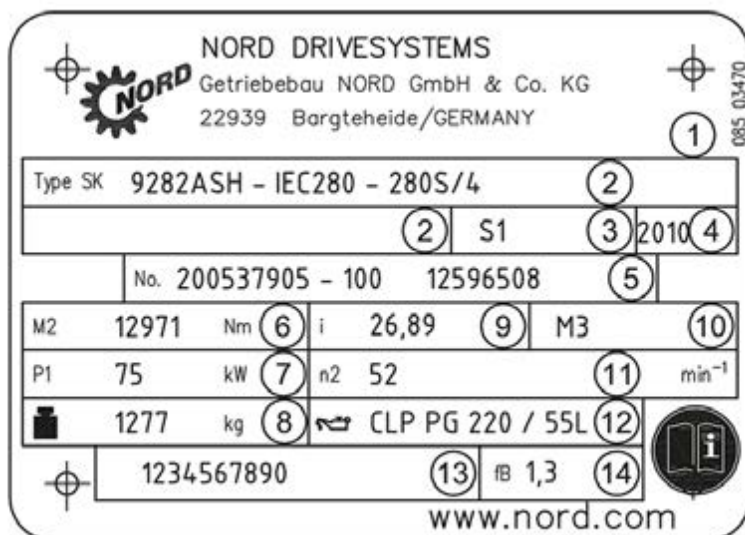 NORD DRIVESYSTEMS
NORD
Getriebebau NORD GmbH & Co. KG
22939 Bargteheide/GERMANY
085 03470
1
Type SK 9282ASH - IEC280 - 280S/4 2
2 S1 3 2010 4
No. 200537905 - 100 12596508 5
M2 12971 Nm 6 i 26,89 9 M3 10
P1 75 kW 7 n2 52 11 min⁻¹
1277 kg 8 CLP PG 220 / 55L 12
1234567890 13 fB 1,3 14
i
www.nord.com